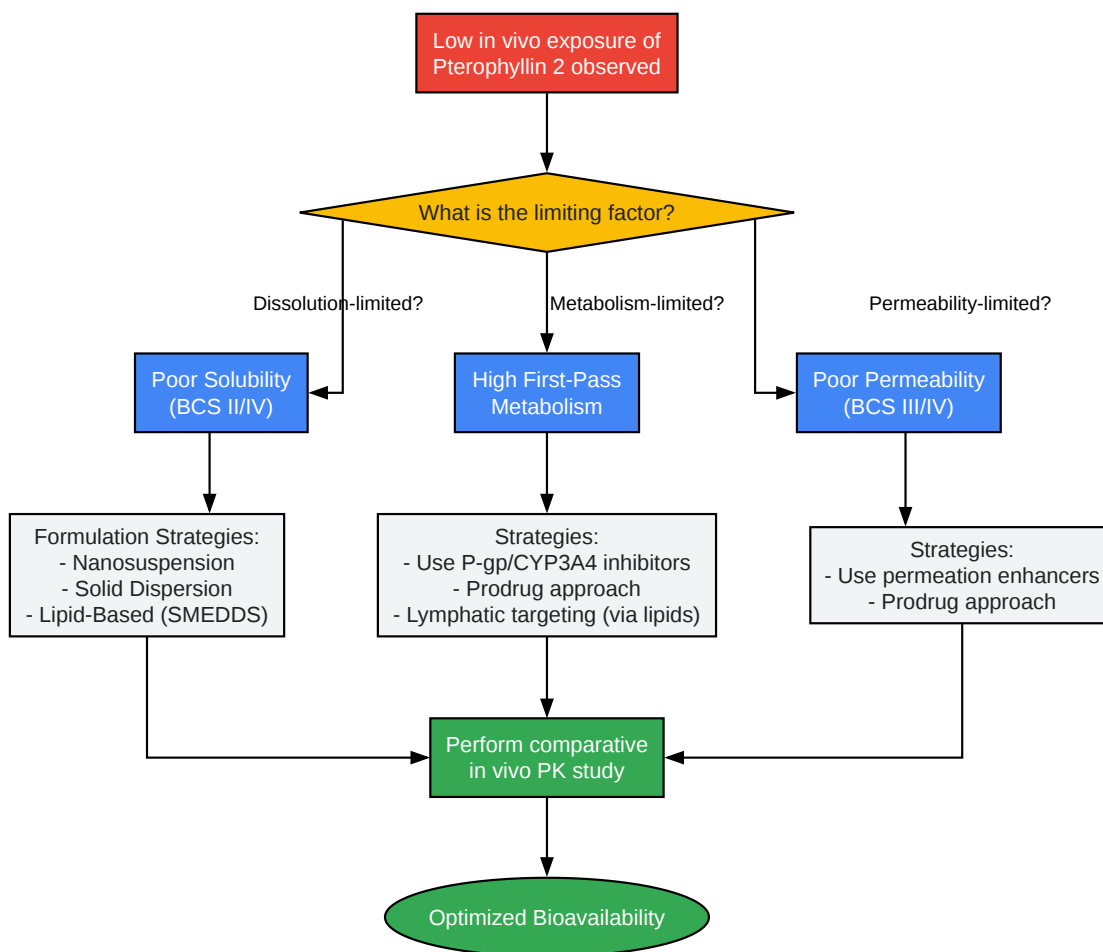 Low in vivo exposure of
Pterophyllin 2 observed
What is the limiting factor?
Dissolution-limited?
Metabolism-limited?
Permeability-limited?
Poor Solubility
(BCS II/IV)
High First-Pass
Metabolism
Poor Permeability
(BCS III/IV)
Formulation Strategies:
- Nanosuspension
- Solid Dispersion
- Lipid-Based (SMEDDS)
Strategies:
- Use P-gp/CYP3A4 inhibitors
- Prodrug approach
- Lymphatic targeting (via lipids)
Strategies:
- Use permeation enhancers
- Prodrug approach
Perform comparative
in vivo PK study
Optimized Bioavailability